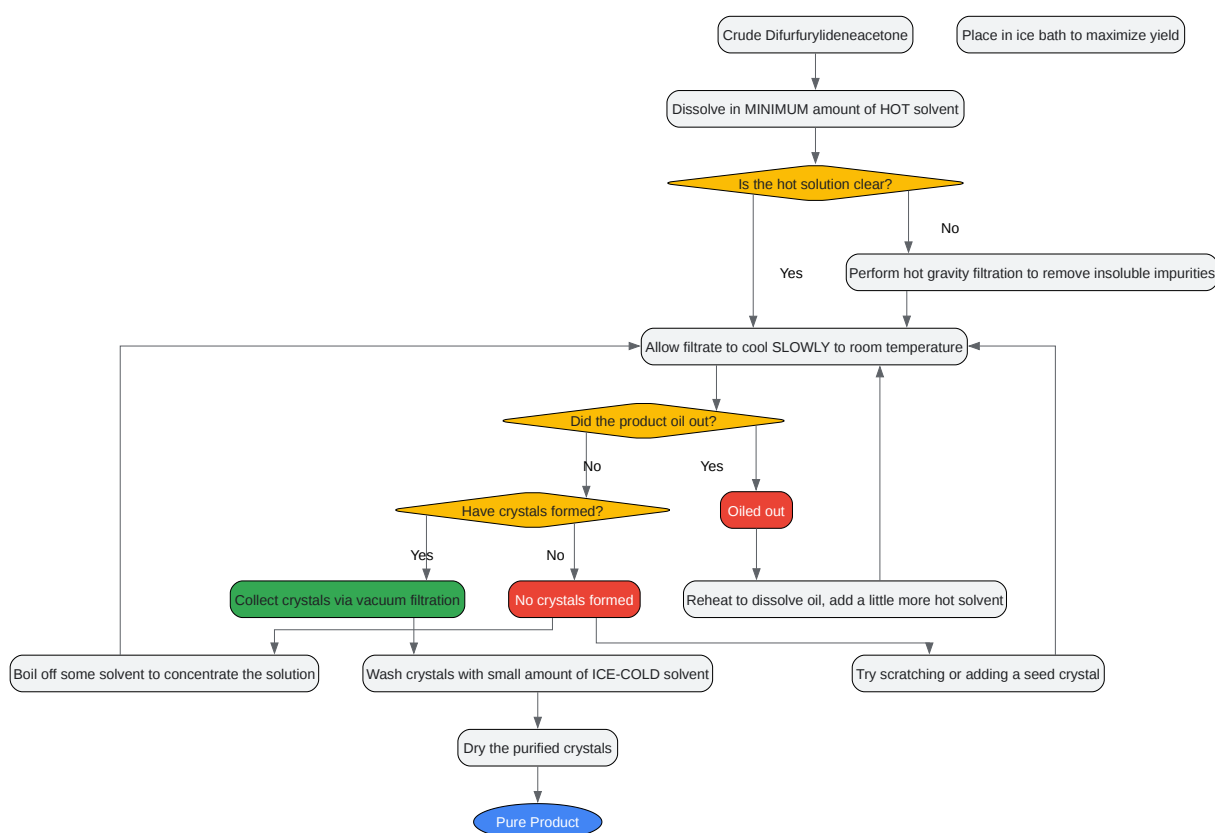 Crude Difurfurylideneacetone
Place in ice bath to maximize yield
Dissolve in MINIMUM amount of HOT solvent
Is the hot solution clear?
No
Yes
Perform hot gravity filtration to remove insoluble impurities
Allow filtrate to cool SLOWLY to room temperature
Did the product oil out?
No
Yes
Have crystals formed?
Oiled out
Yes
No
Collect crystals via vacuum filtration
No crystals formed
Reheat to dissolve oil, add a little more hot solvent
Boil off some solvent to concentrate the solution
Wash crystals with small amount of ICE-COLD solvent
Try scratching or adding a seed crystal
Dry the purified crystals
Pure Product